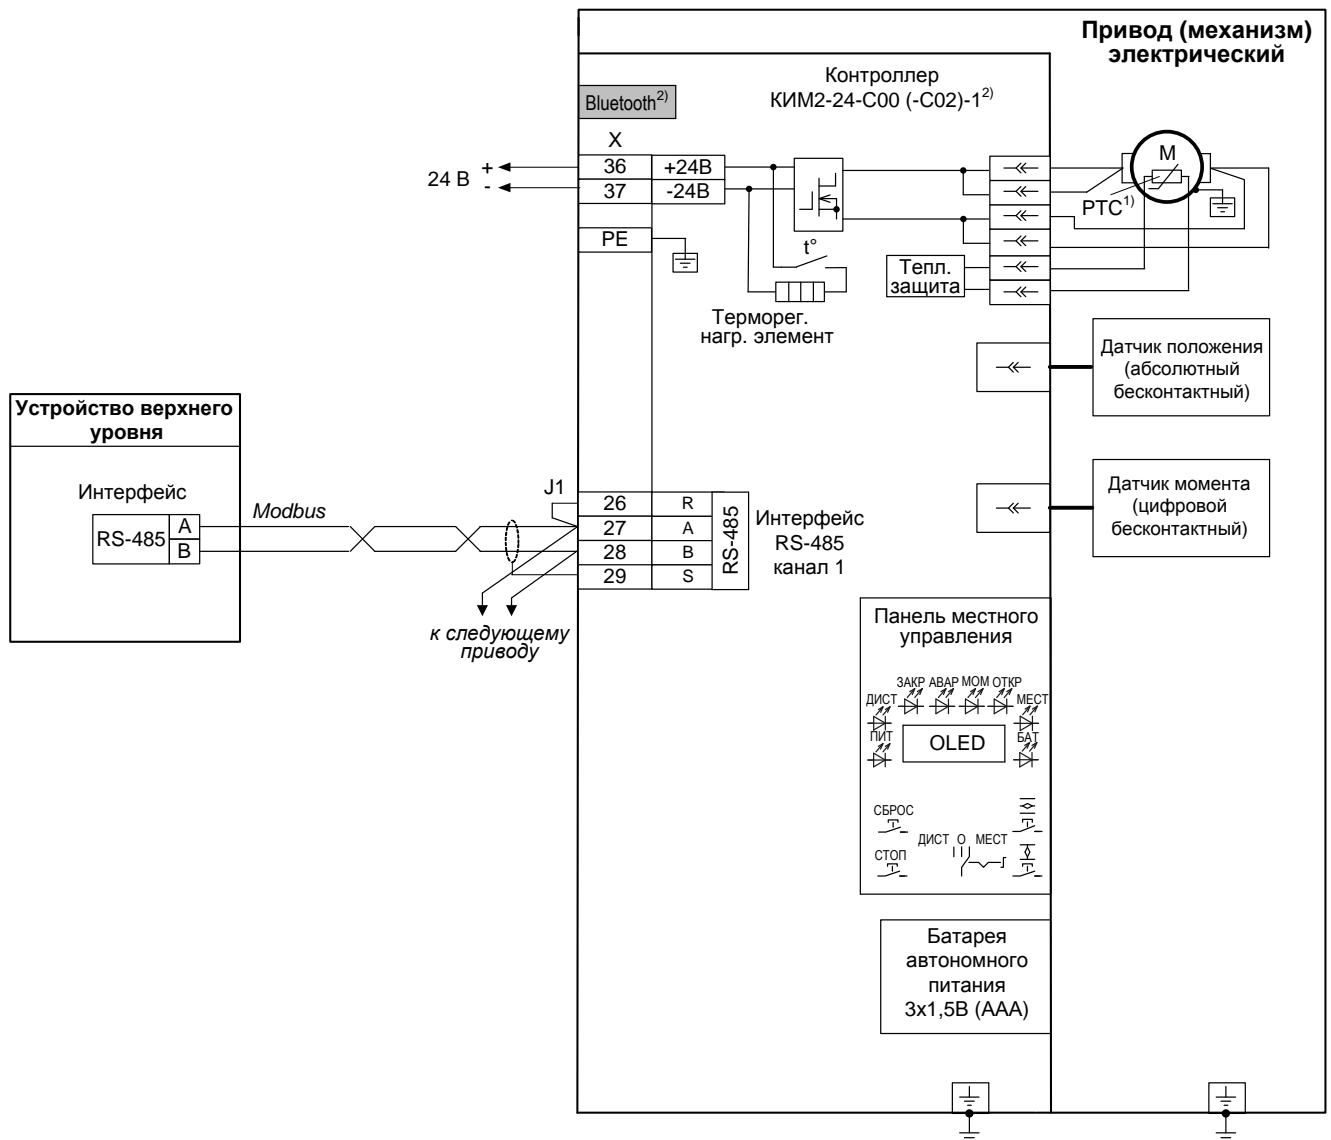 Привод (механизм)
электрический
Контроллер
КИМ2-24-С00 (-С02)-1²⁾
Bluetooth²⁾
X
24 В
+
-
36
+24В
37
-24В
PE
t°
Терморег.
нагр. элемент
Тепл.
защита
М
РТС¹⁾
Датчик положения
(абсолютный
бесконтактный)
Датчик момента
(цифровой
бесконтактный)
Устройство верхнего
уровня
Интерфейс
RS-485
A
B
Modbus
J1
26
R
27
A
28
B
29
S
RS-485
Интерфейс
RS-485
канал 1
к следующему
приводу
Панель местного
управления
ЗАКР АВАР МОМ ОТКР
ДИСТ
МЕСТ
ПИТ
OLED
БАТ
СБРОС
ДИСТ О МЕСТ
СТОП
Батарея
автономного
питания
3х1,5В (ААА)